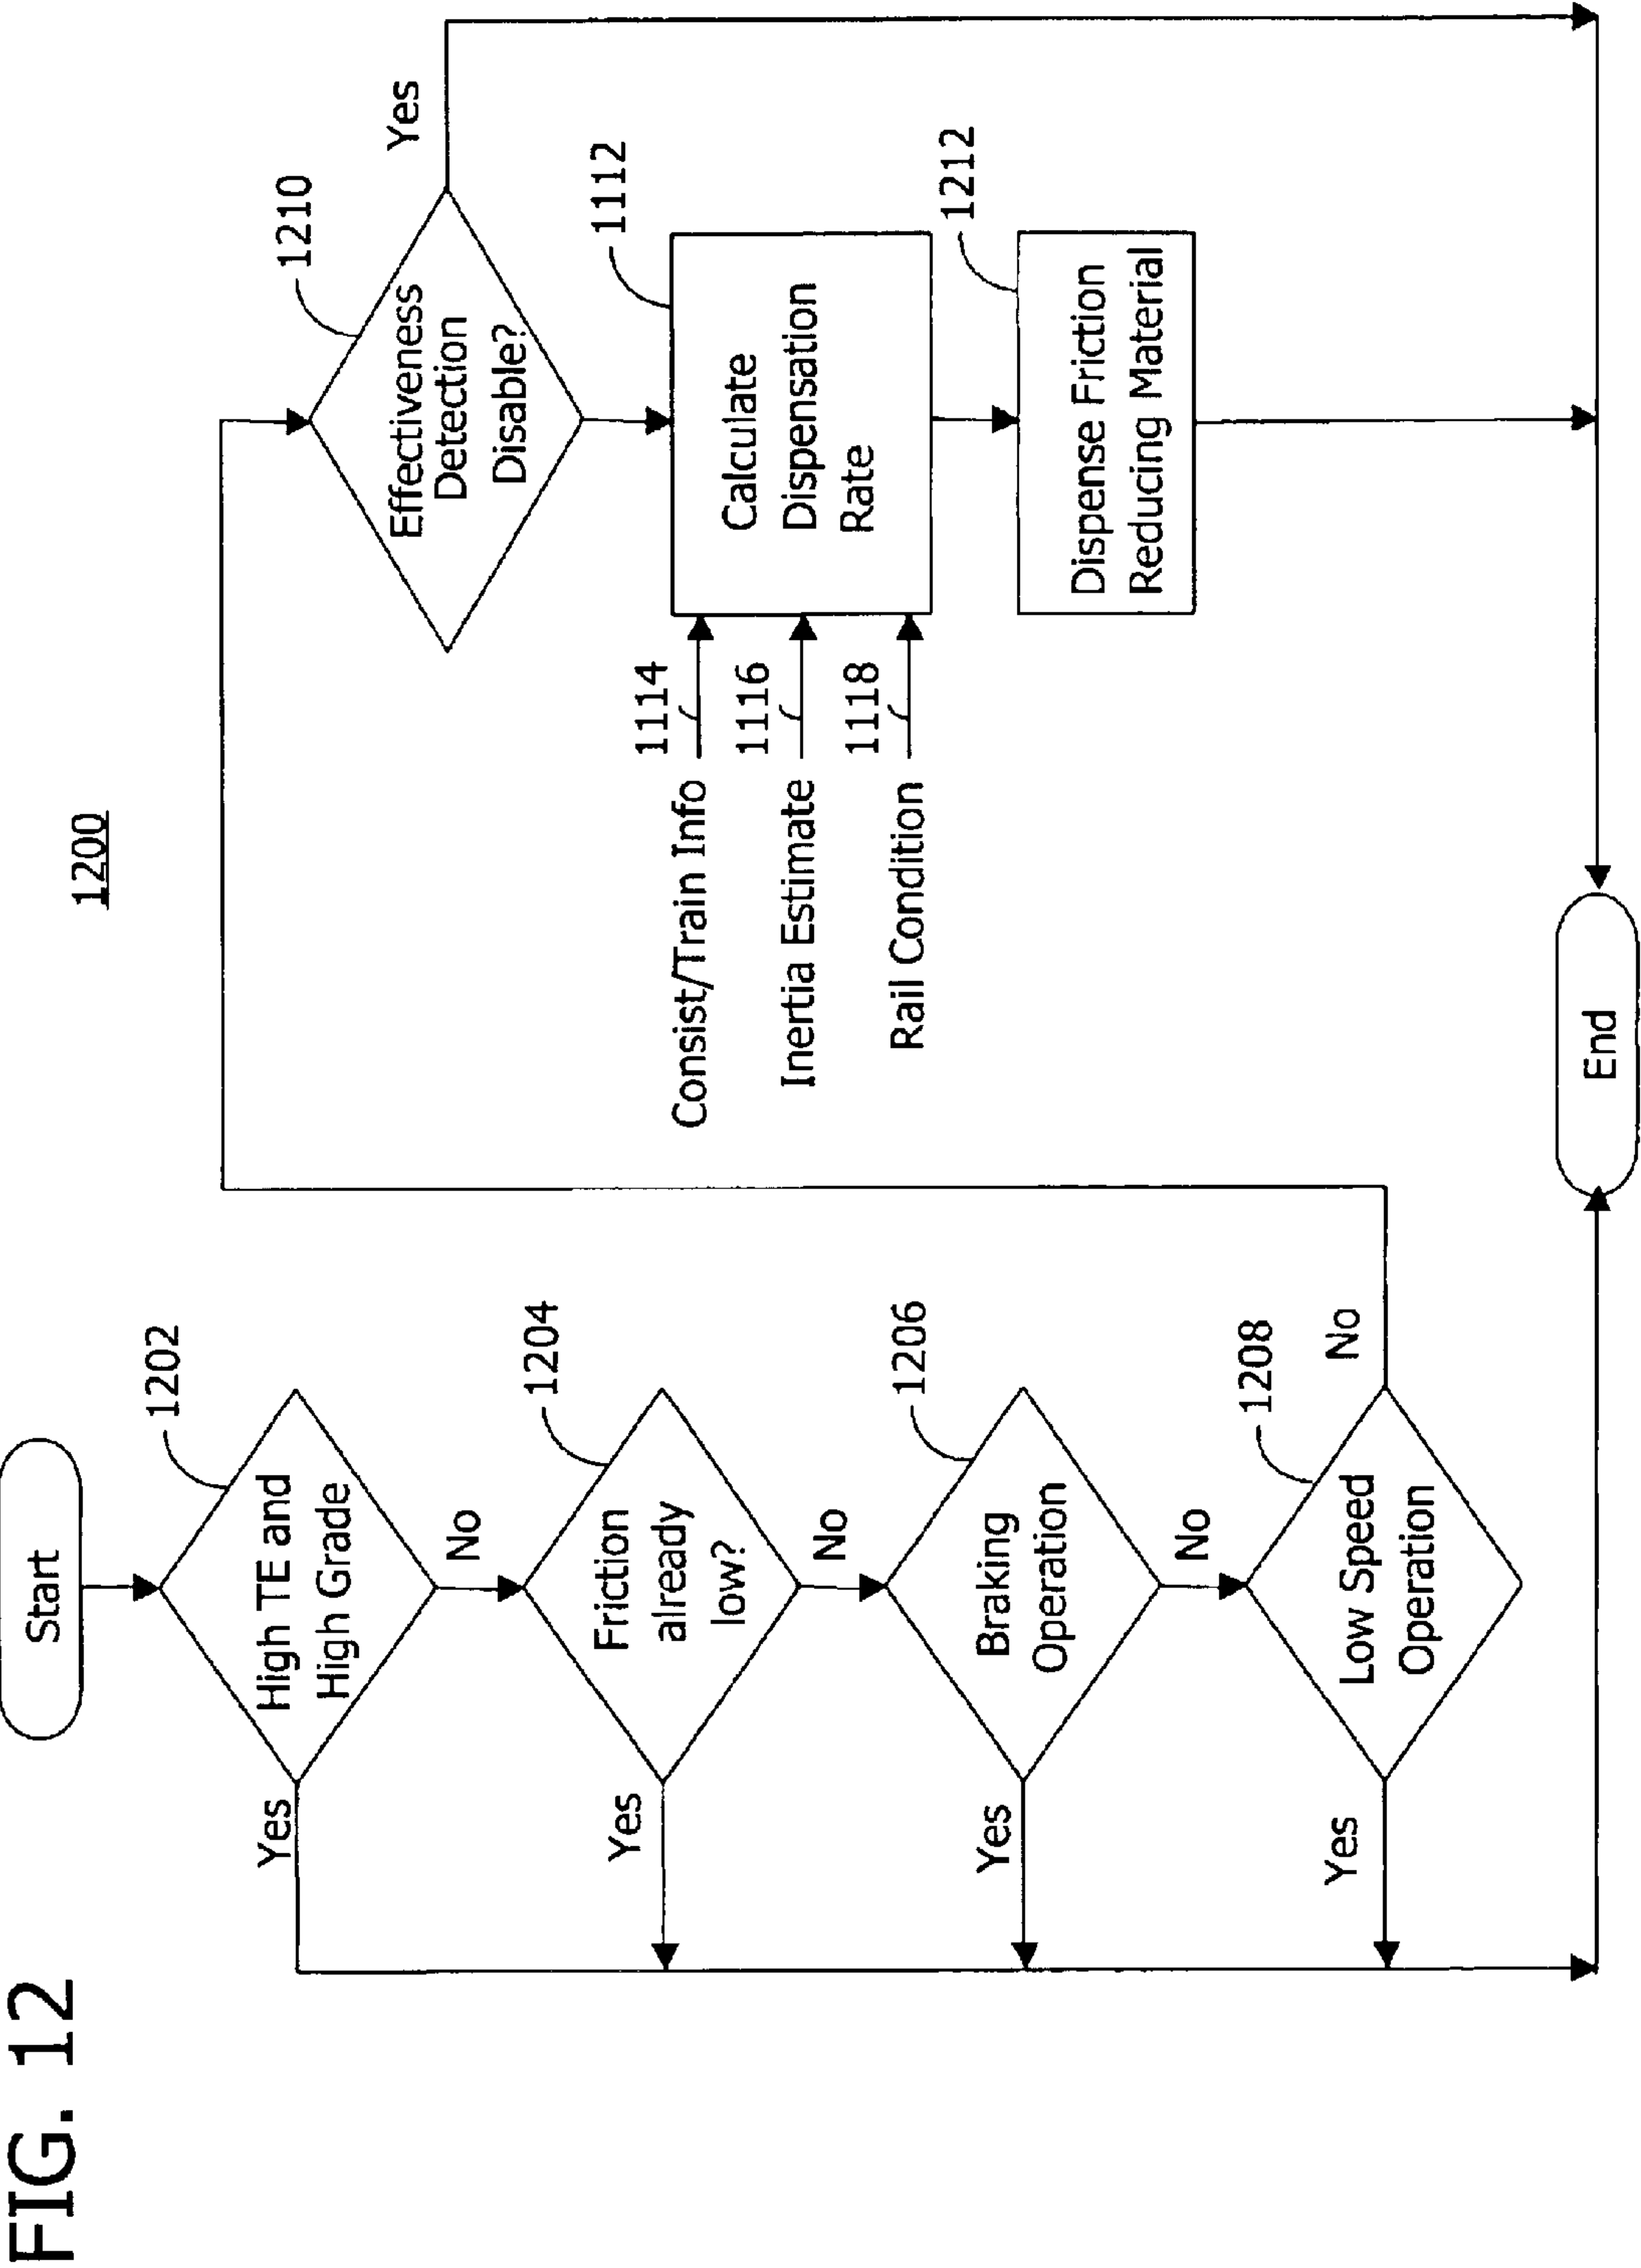 FIG. 12
1200
Start
1202
High TE and
High Grade
Yes
No
1204
Friction
already
low?
Yes
No
1206
Braking
Operation
Yes
No
1208
Low Speed
Operation
Yes
No
1210
Effectiveness
Detection
Disable?
Yes
1112
Calculate
Dispensation
Rate
1114
Consist/Train Info
1116
Inertia Estimate
1118
Rail Condition
1212
Dispense Friction
Reducing Material
End